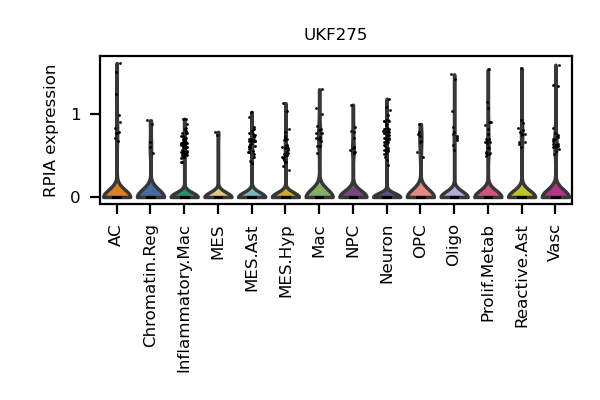 UKF275
RPIA expression
1
0
AC
Chromatin.Reg
Inflammatory.Mac
MES
MES.Ast
MES.Hyp
Mac
NPC
Neuron
OPC
Oligo
Prolif.Metab
Reactive.Ast
Vasc